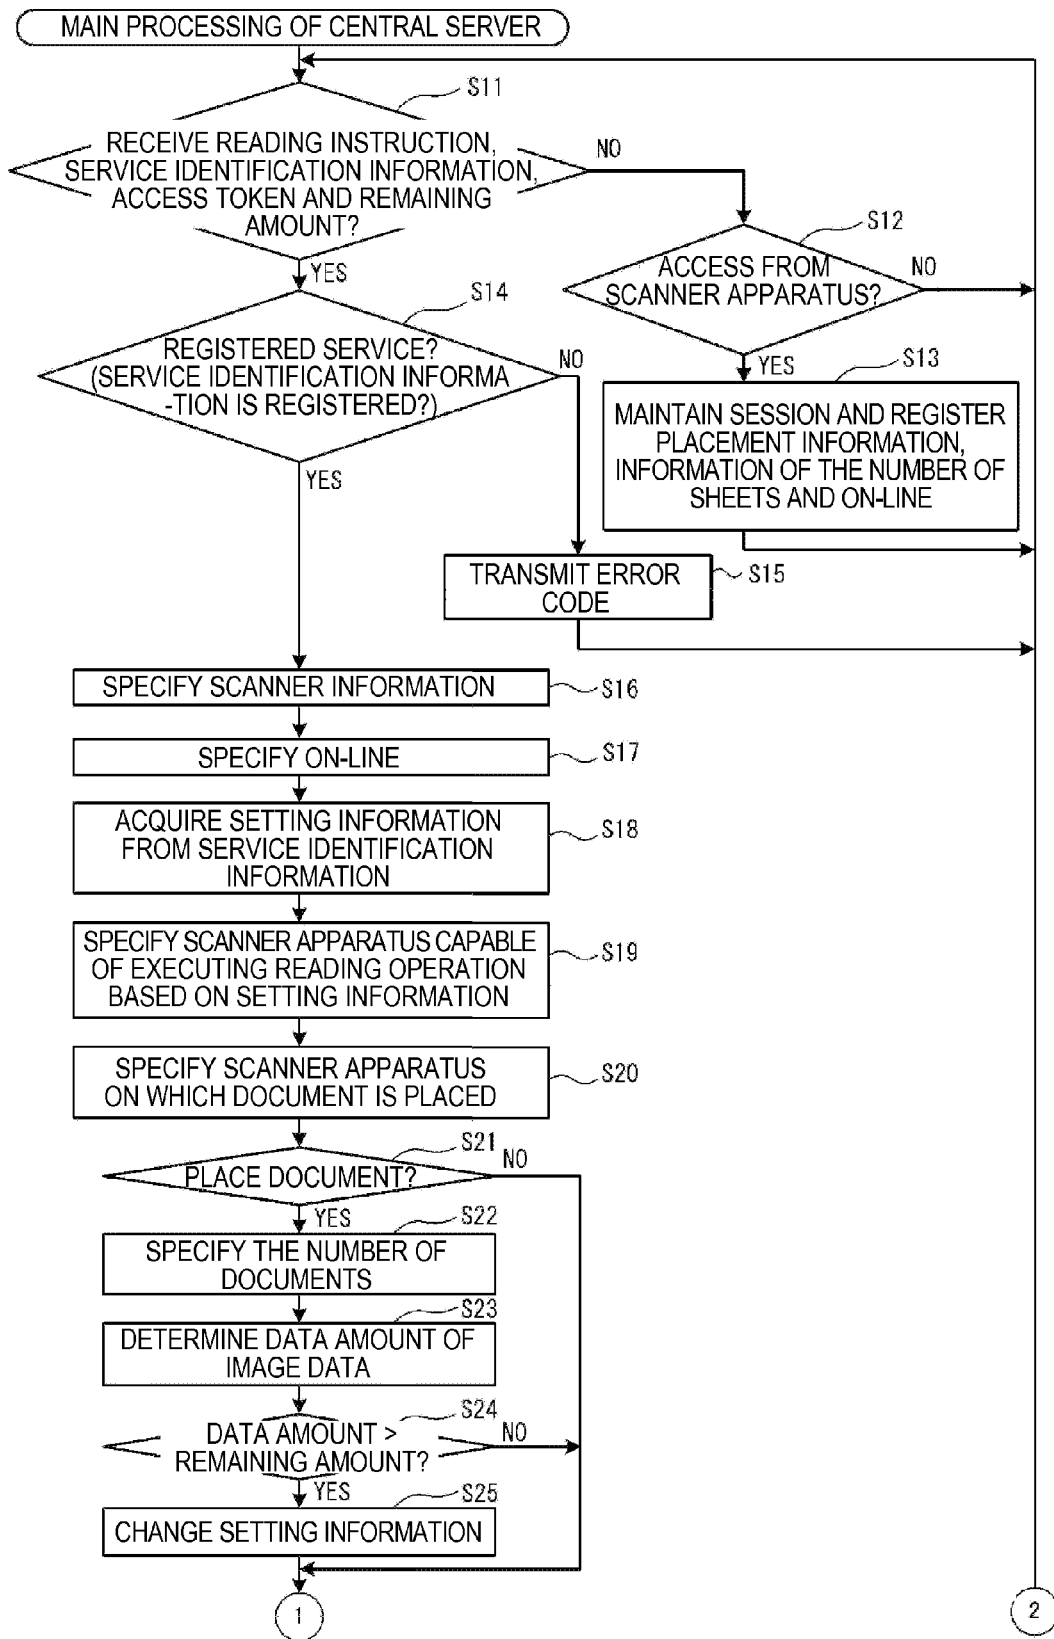 MAIN PROCESSING OF CENTRAL SERVER
S11
RECEIVE READING INSTRUCTION,
SERVICE IDENTIFICATION INFORMATION,
ACCESS TOKEN AND REMAINING
AMOUNT?
NO
YES
S12
ACCESS FROM
SCANNER APPARATUS?
NO
YES
S13
MAINTAIN SESSION AND REGISTER
PLACEMENT INFORMATION,
INFORMATION OF THE NUMBER OF
SHEETS AND ON-LINE
S14
REGISTERED SERVICE?
(SERVICE IDENTIFICATION INFORMA
-TION IS REGISTERED?)
NO
YES
TRANSMIT ERROR
CODE
S15
SPECIFY SCANNER INFORMATION
S16
SPECIFY ON-LINE
S17
ACQUIRE SETTING INFORMATION
FROM SERVICE IDENTIFICATION
INFORMATION
S18
SPECIFY SCANNER APPARATUS CAPABLE
OF EXECUTING READING OPERATION
BASED ON SETTING INFORMATION
S19
SPECIFY SCANNER APPARATUS
ON WHICH DOCUMENT IS PLACED
S20
S21
PLACE DOCUMENT?
NO
YES
S22
SPECIFY THE NUMBER OF
DOCUMENTS
S23
DETERMINE DATA AMOUNT OF
IMAGE DATA
S24
DATA AMOUNT >
REMAINING AMOUNT?
NO
YES
S25
CHANGE SETTING INFORMATION
1
2